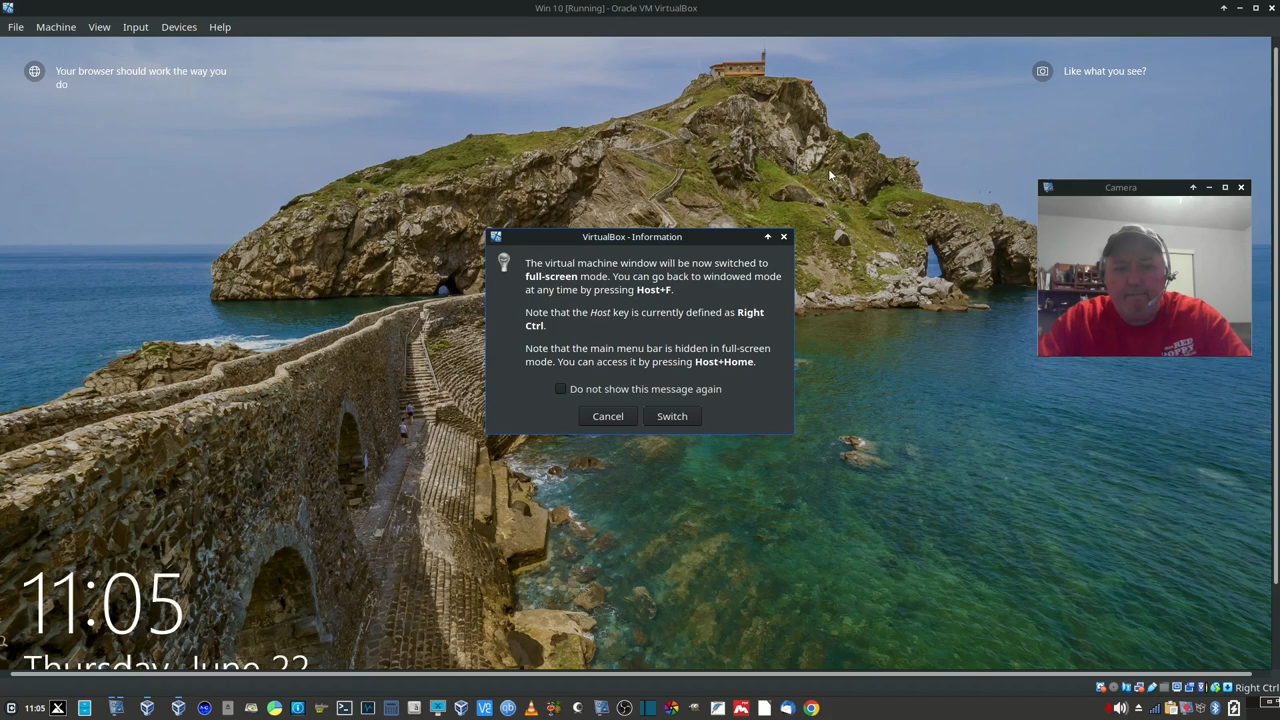 Win 10 [Running] - Oracle VM VirtualBox
File Machine View Input Devices Help
Your browser should work the way you
do
Like what you see?
Camera
VirtualBox - Information
The virtual machine window will be now switched to
full-screen mode. You can go back to windowed mode
at any time by pressing Host+F.
Note that the Host key is currently defined as Right
Ctrl.
Note that the main menu bar is hidden in full-screen
mode. You can access it by pressing Host+Home.
Do not show this message again
Cancel Switch
RED
POPPY
11:05
Thursday, June 22
Right Ctrl
11:05